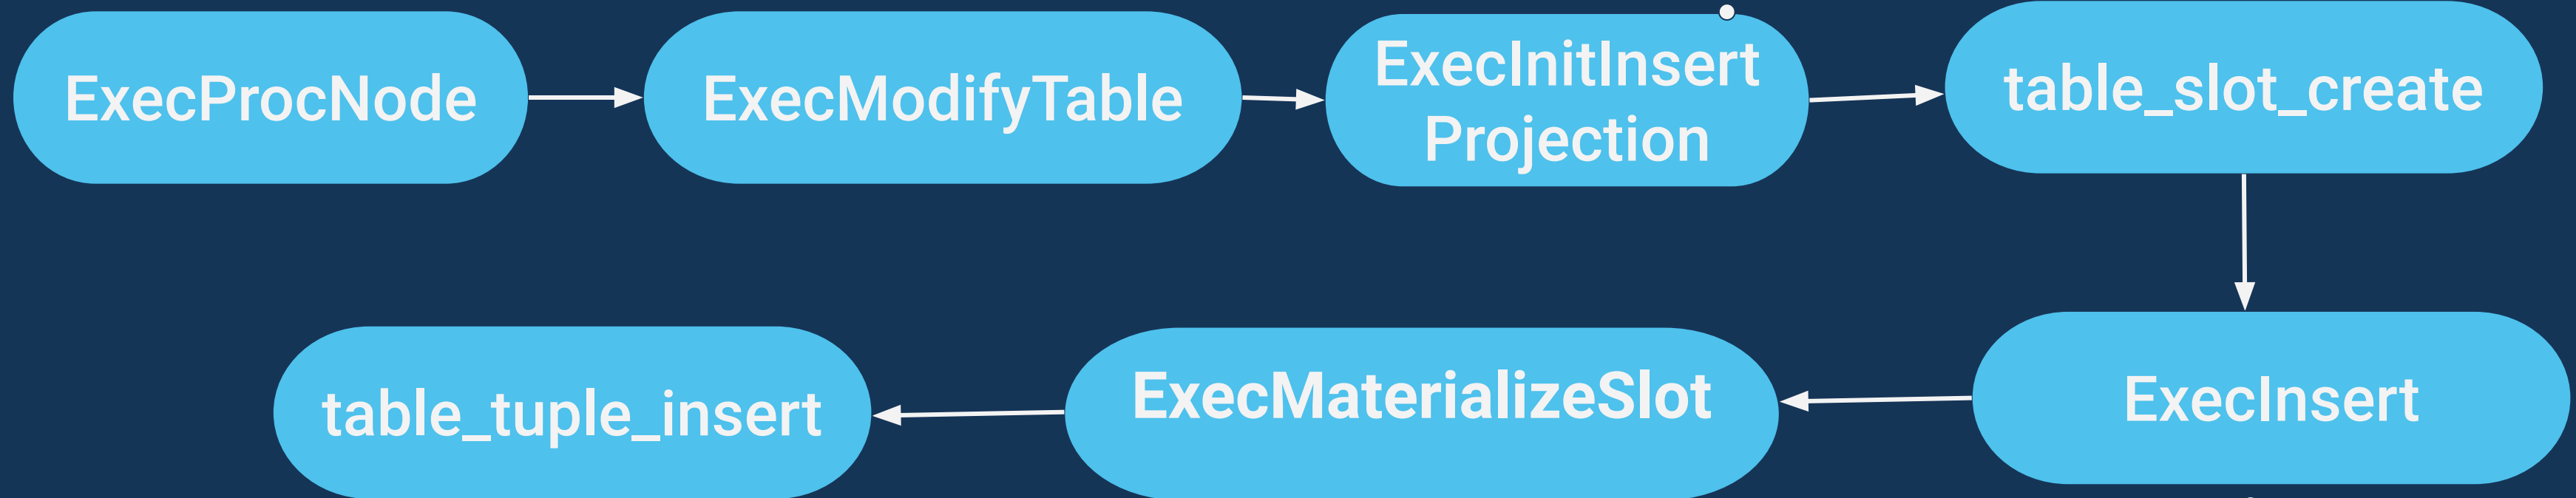 ExecProcNode
ExecModifyTable
ExecInitInsert
Projection
table_slot_create
ExecInsert
ExecMaterializeSlot
table_tuple_insert